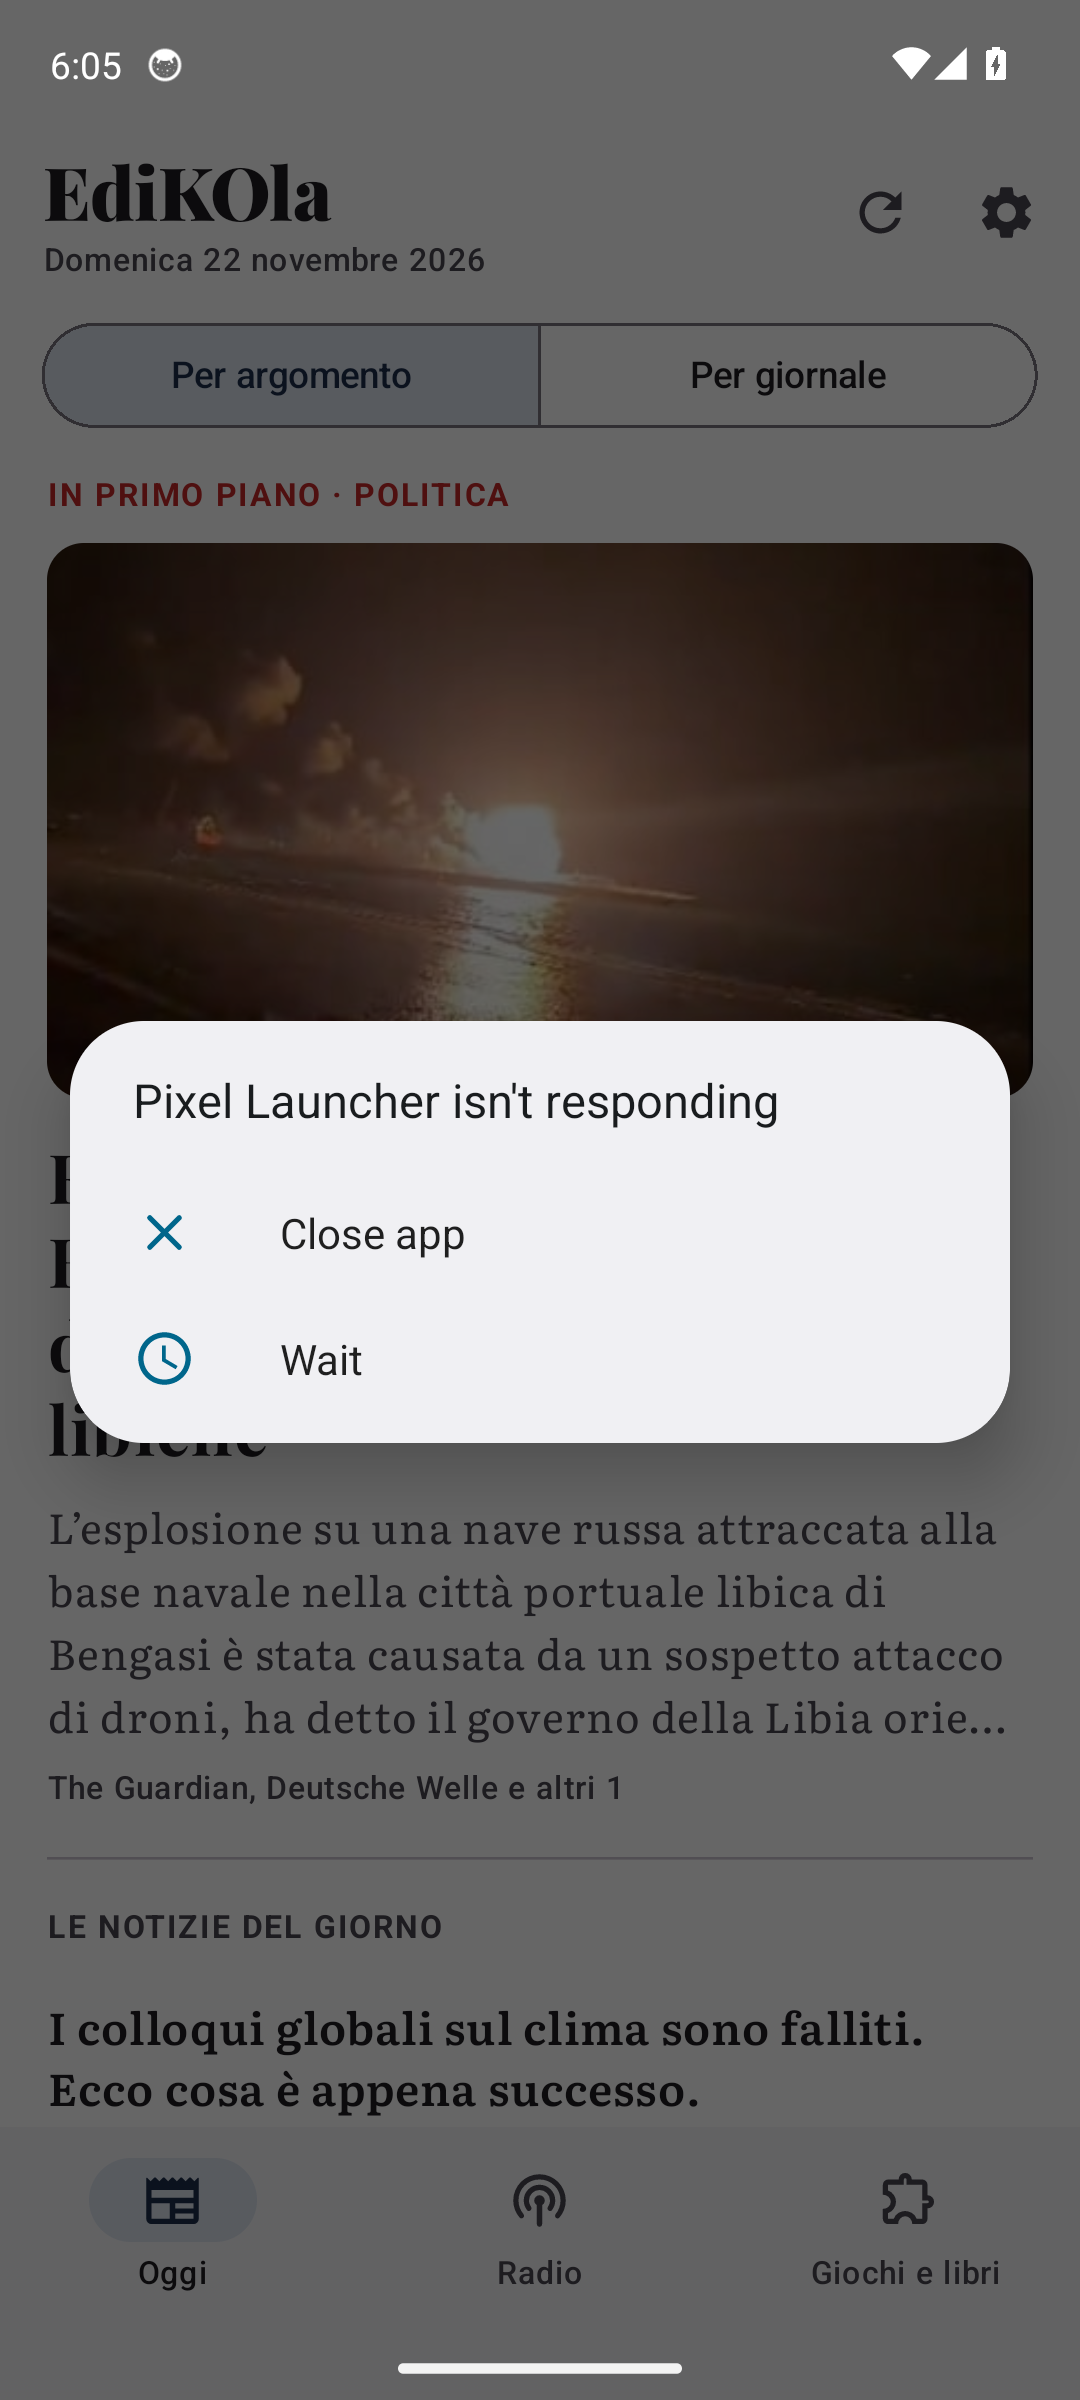 6:05
EdiKOla
Domenica 22 novembre 2026
Per argomento
Per giornale
IN PRIMO PIANO · POLITICA
Pixel Launcher isn't responding
Close app
Wait
L’esplosione su una nave russa attraccata alla
base navale nella città portuale libica di
Bengasi è stata causata da un sospetto attacco
di droni, ha detto il governo della Libia orie...
The Guardian, Deutsche Welle e altri 1
LE NOTIZIE DEL GIORNO
I colloqui globali sul clima sono falliti.
Ecco cosa è appena successo.
Oggi
Radio
Giochi e libri